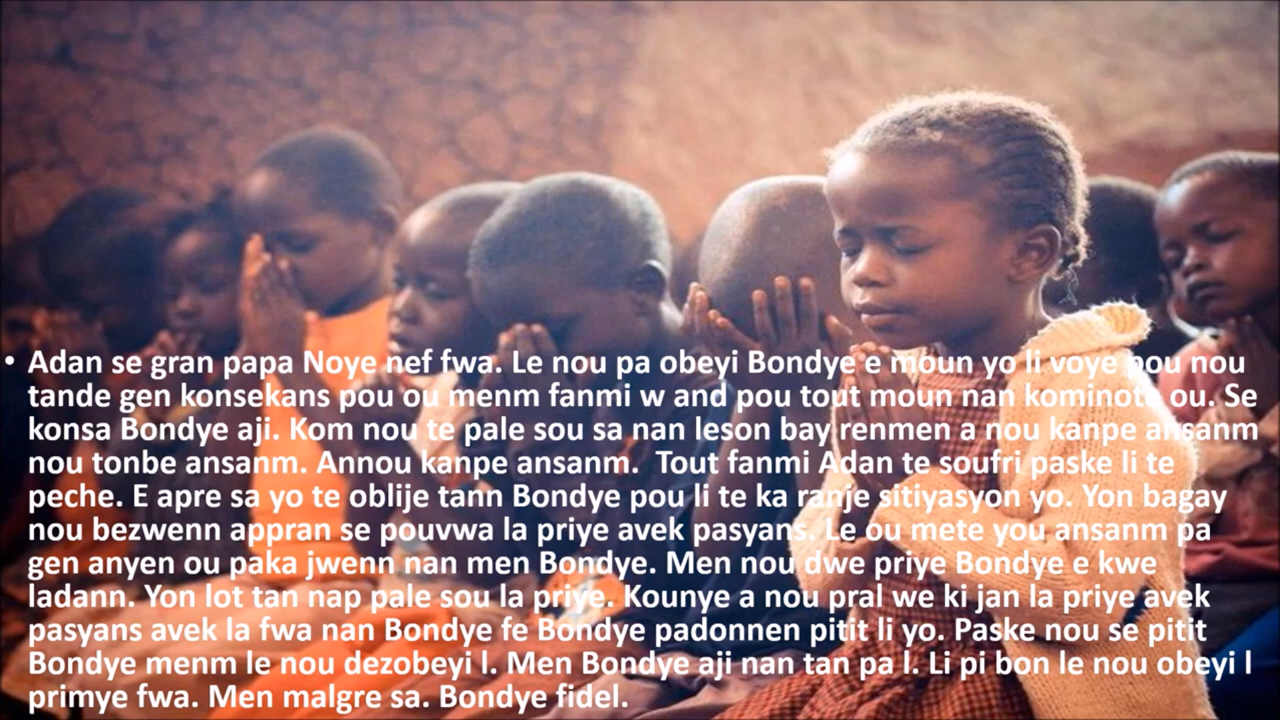 • Adan se gran papa Noye nef fwa. Le nou pa obeyi Bondye e moun yo li voye pou nou
tande gen konsekans pou ou menm fanmi w and pou tout moun nan kominote ou. Se
konsa Bondye aji. Kom nou te pale sou sa nan leson bay renmen a nou kanpe ansanm
nou tonbe ansanm. Annou kanpe ansanm. Tout fanmi Adan te soufri paske li te
peche. E apre sa yo te oblije tann Bondye pou li te ka ranje sitiyasyon yo. Yon bagay
nou bezwenn appran se pouvwa la priye avek pasyans. Le ou mete you ansanm pa
gen anyen ou paka jwenn nan men Bondye. Men nou dwe priye Bondye e kwe
ladann. Yon lot tan nap pale sou la priye. Kounye a nou pral we ki jan la priye avek
pasyans avek la fwa nan Bondye fe Bondye padonnen pitit li yo. Paske nou se pitit
Bondye menm le nou dezobeyi l. Men Bondye aji nan tan pa l. Li pi bon le nou obeyi l
primye fwa. Men malgre sa. Bondye fidel.